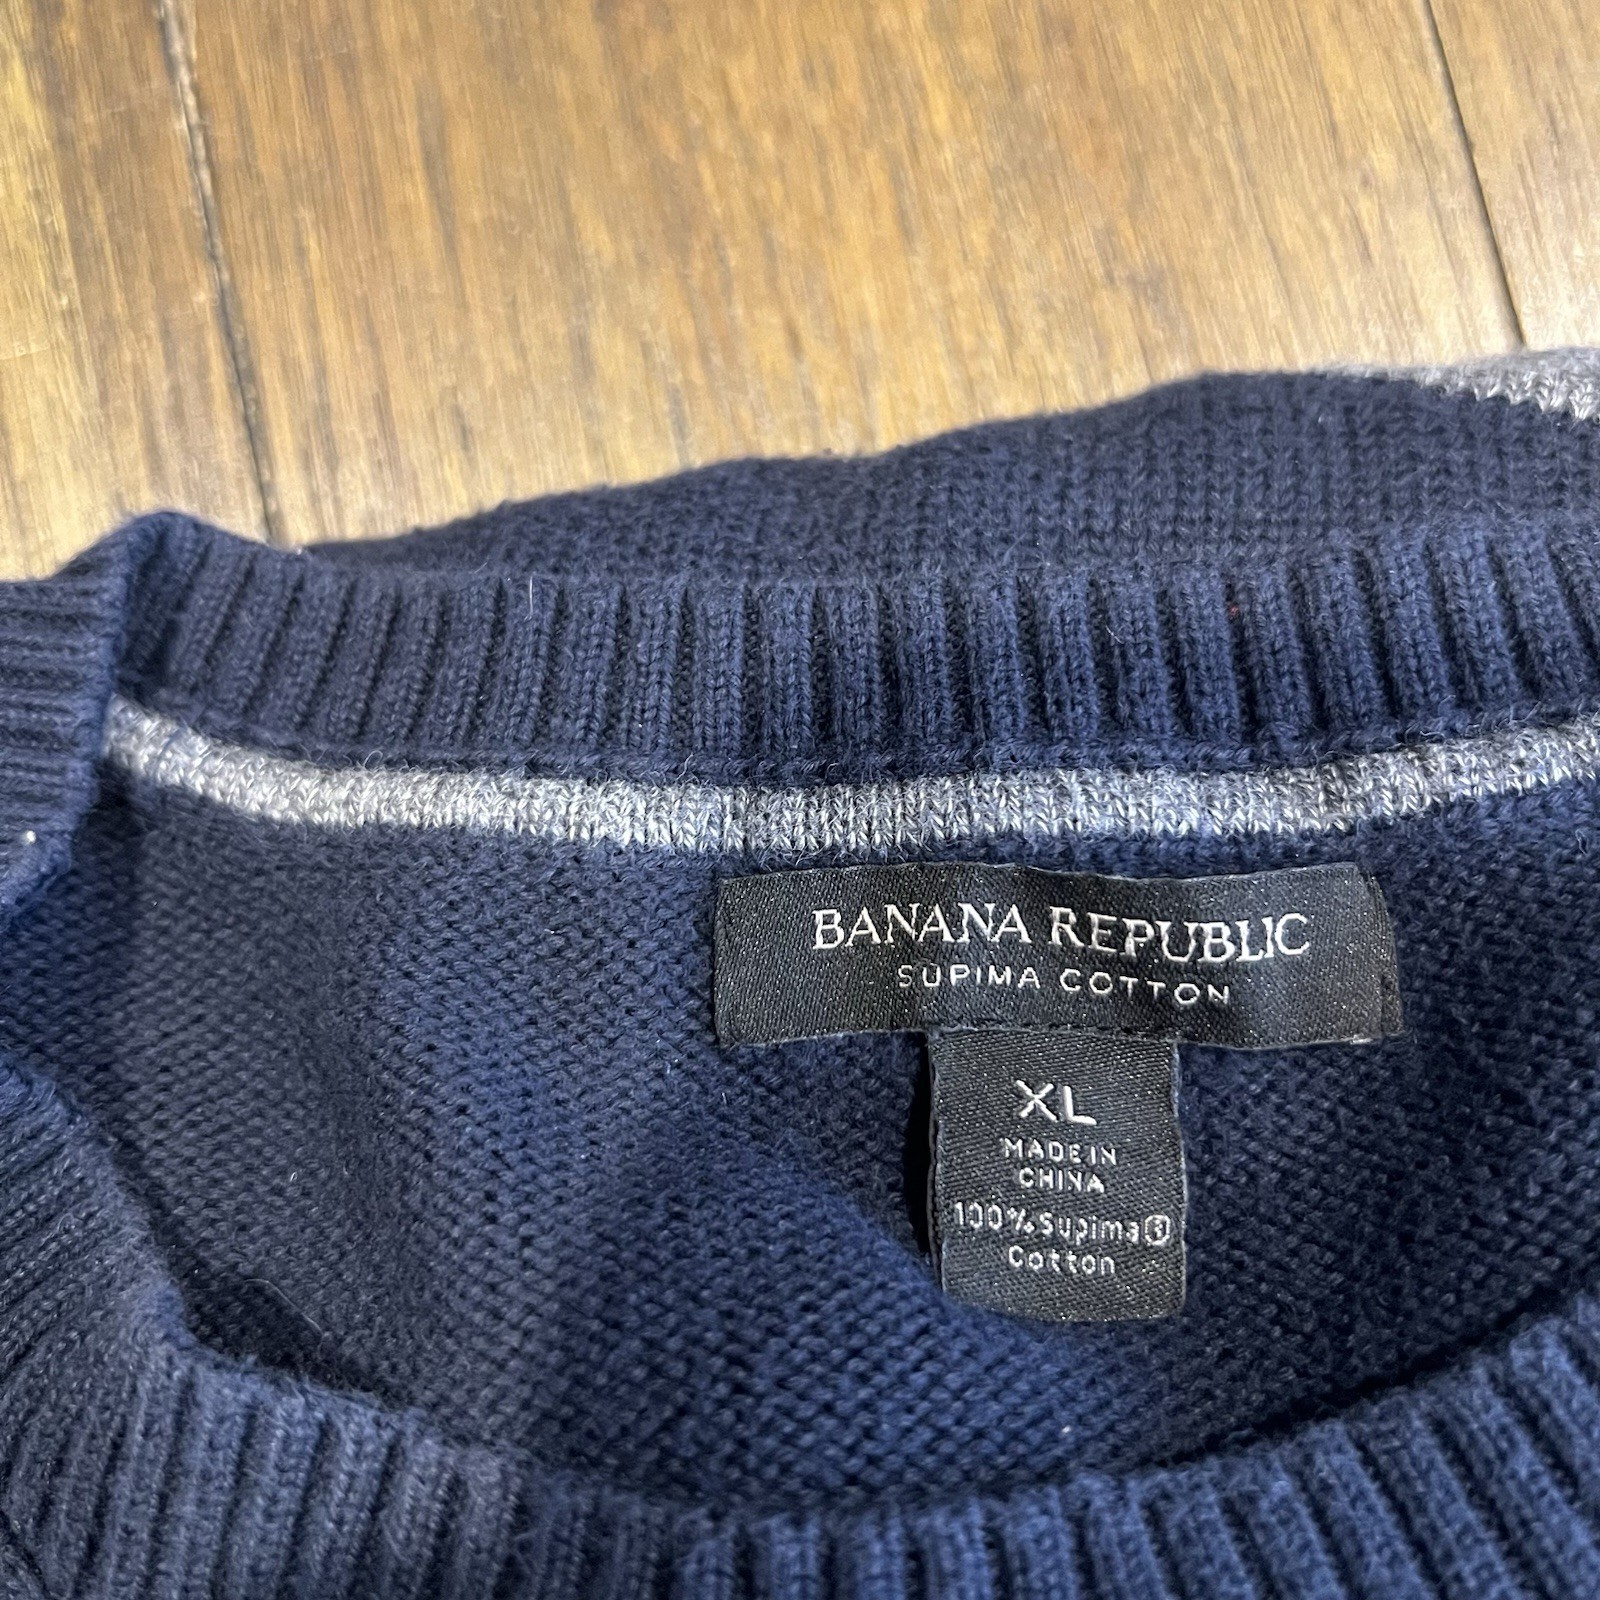 BANANA REPUBLIC
SUPIMA COTTON
XL
MADE IN
CHINA
100% Supima®
Cotton